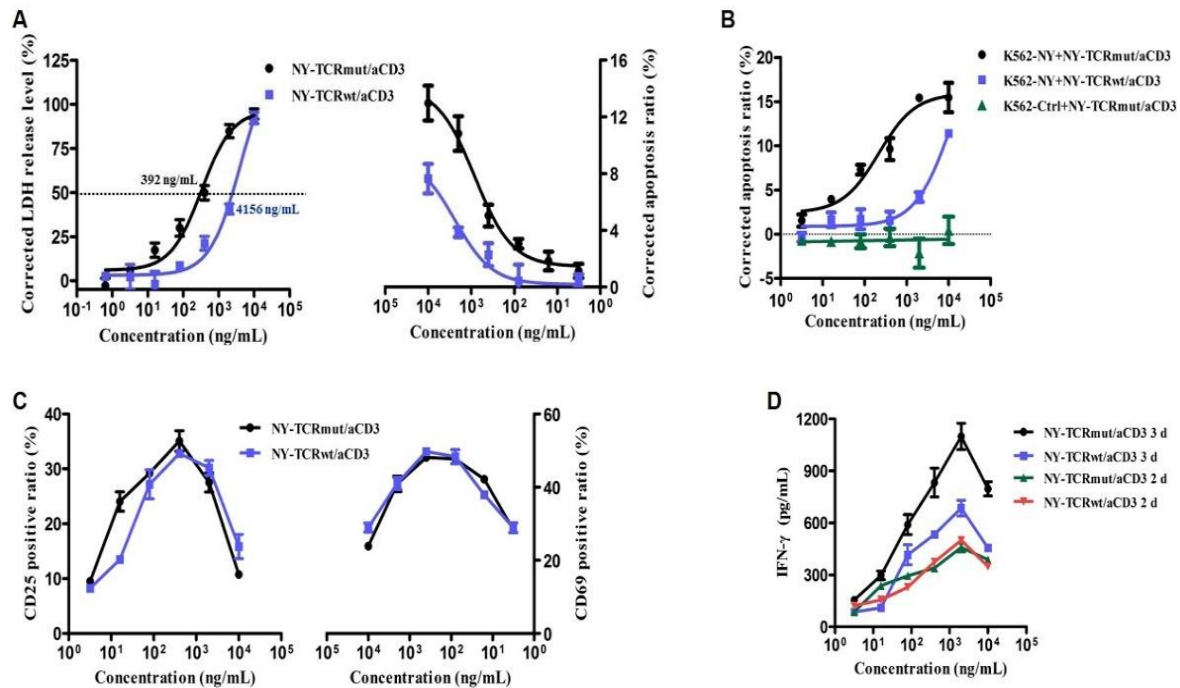 A
Corrected LDH release level (%)
125
100
75
50
25
0
10-1 100 101 102 103 104 105
Concentration (ng/mL)
NY-TCRmut/aCD3
NY-TCRwt/aCD3
392 ng/mL
4156 ng/mL
16
12
8
4
0
Corrected apoptosis ratio (%)
105 104 103 102 101 100
Concentration (ng/mL)
B
Corrected apoptosis ratio (%)
20
15
10
5
0
-5
100 101 102 103 104 105
Concentration (ng/mL)
K562-NY+NY-TCRmut/aCD3
K562-NY+NY-TCRwt/aCD3
K562-Ctrl+NY-TCRmut/aCD3
C
CD25 positive ratio (%)
40
30
20
10
0
100 101 102 103 104 105
Concentration (ng/mL)
NY-TCRmut/aCD3
NY-TCRwt/aCD3
60
40
20
0
CD69 positive ratio (%)
105 104 103 102 101 100
Concentration (ng/mL)
D
IFN-γ (pg/mL)
1200
900
600
300
0
100 101 102 103 104 105
Concentration (ng/mL)
NY-TCRmut/aCD3 3 d
NY-TCRwt/aCD3 3 d
NY-TCRmut/aCD3 2 d
NY-TCRwt/aCD3 2 d